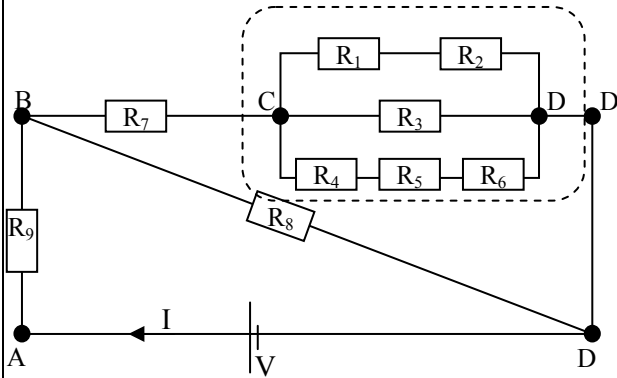 R₁ R₂
B C D D
R₇ R₃
R₄ R₅ R₆
R₈
R₉
I
A V D